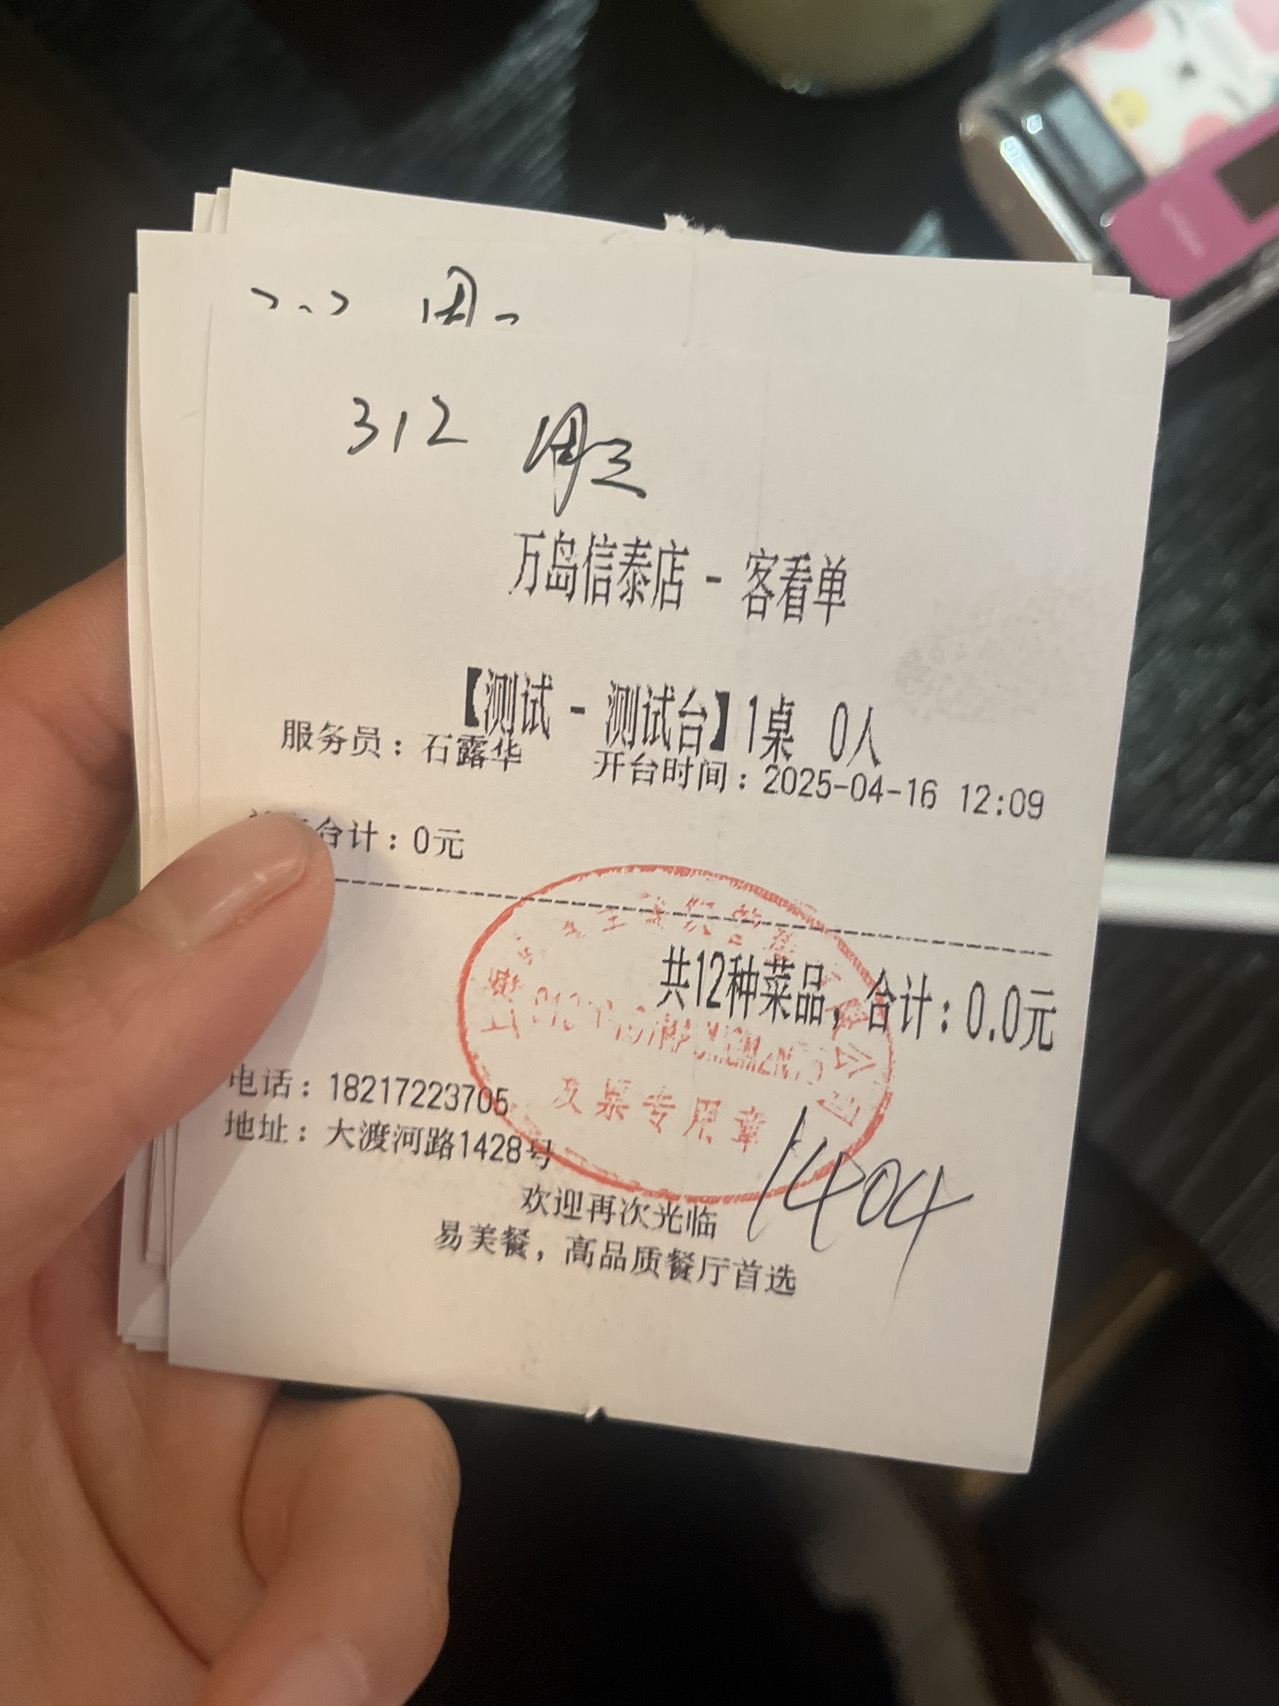 312 周三
万岛信泰店 - 客看单
【测试 - 测试台】1桌 0人
服务员：石露华 开台时间：2025-04-16 12:09
合计：0元
共12种菜品，合计：0.0元
发票专用章
电话：18217223705
地址：大渡河路1428号
1404
欢迎再次光临
易美餐，高品质餐厅首选